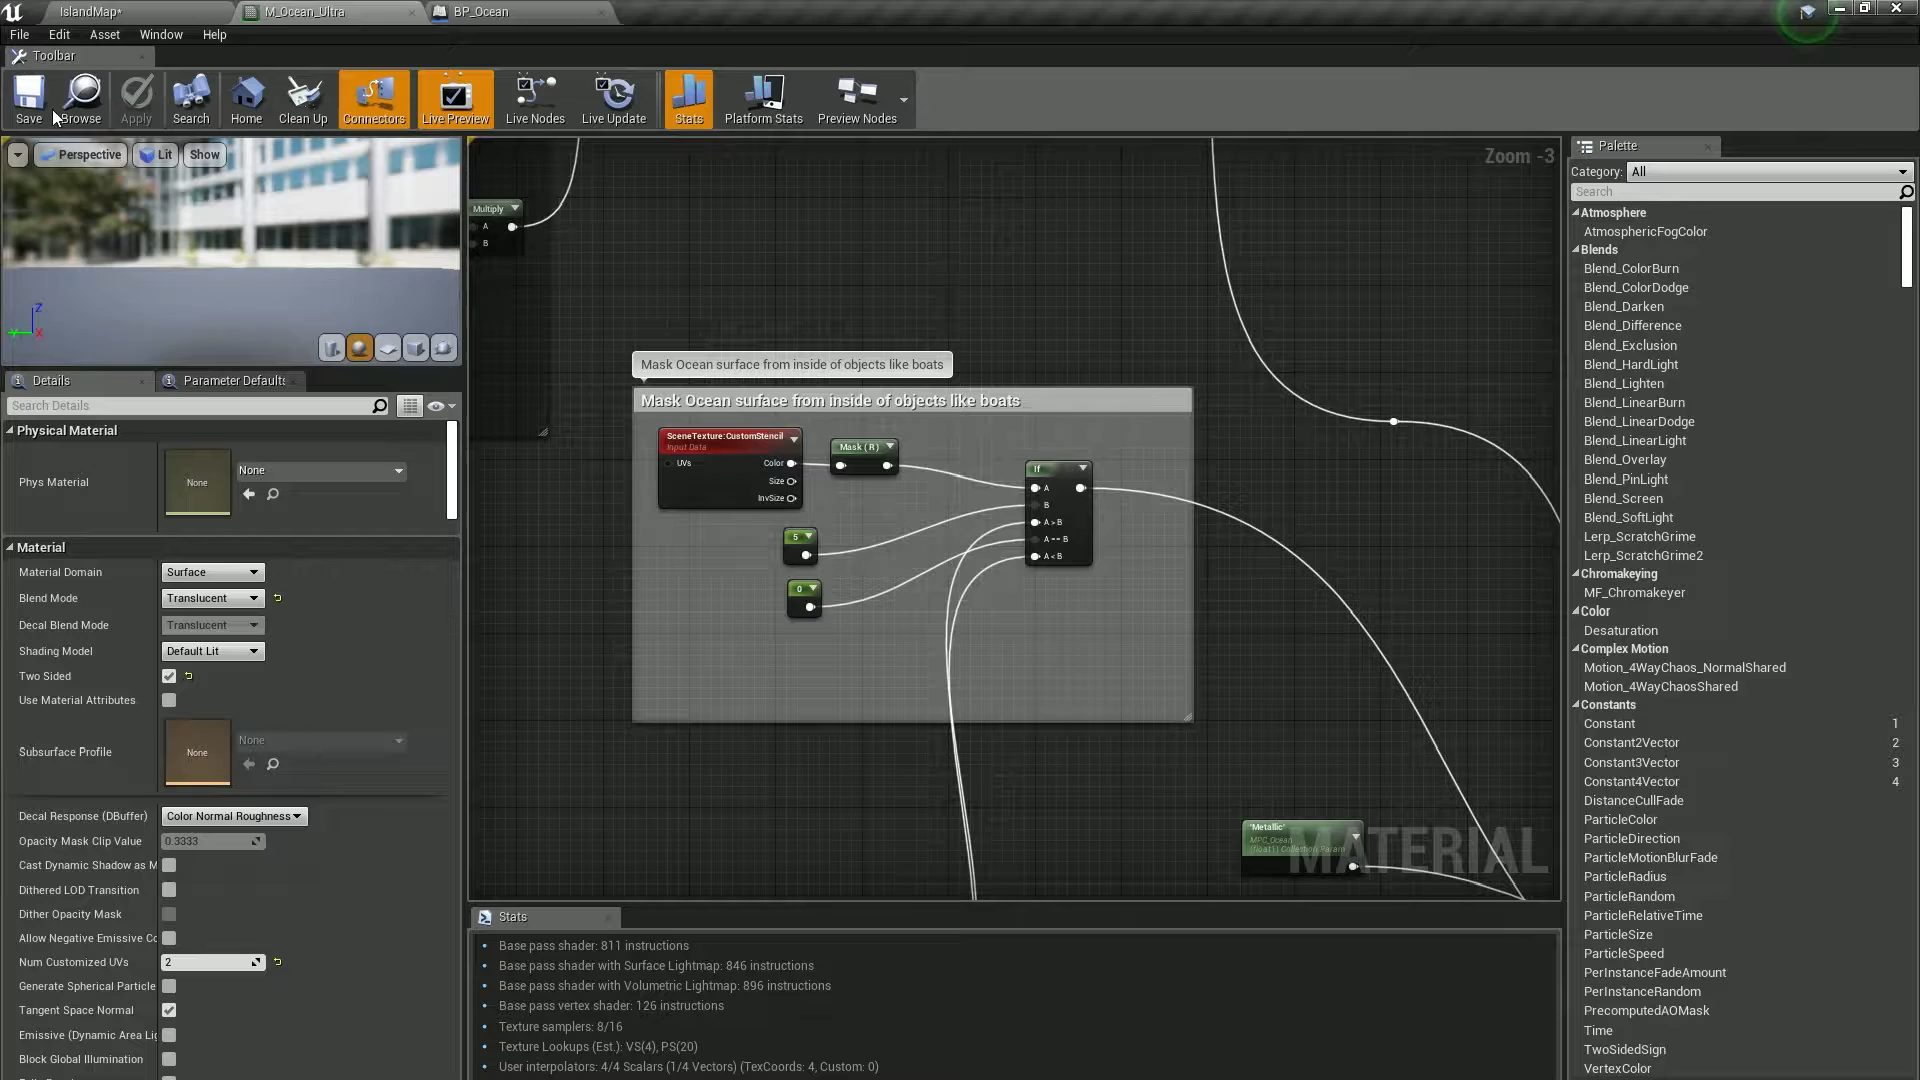 IslandMap*
M_Ocean_Ultra
BP_Ocean
File Edit Asset Window Help
Toolbar
Save Browse Apply Search Home Clean Up Connectors Live Preview Live Nodes Live Update Stats Platform Stats Preview Nodes
Perspective Lit Show
Z
Y X
Details
Parameter Defaults
Search Details
Physical Material
Phys Material
None
None
Material
Material Domain Surface
Blend Mode Translucent
Decal Blend Mode Translucent
Shading Model Default Lit
Two Sided
Use Material Attributes
Subsurface Profile
None
None
Decal Response (DBuffer) Color Normal Roughness
Opacity Mask Clip Value 0.3333
Cast Dynamic Shadow as M
Dithered LOD Transition
Dither Opacity Mask
Allow Negative Emissive Co
Num Customized UVs 2
Generate Spherical Particle
Tangent Space Normal
Emissive (Dynamic Area Lig
Block Global Illumination
Zoom -3
Multiply
A
B
Mask Ocean surface from inside of objects like boats
Mask Ocean surface from inside of objects like boats
SceneTexture:CustomStencil
Input Data
UVs Color
Size
InvSize
Mask ( R )
If
A
B
A > B
A == B
A < B
5
0
'Metallic'
MPC_Ocean
(float1) Collection Param
MATERIAL
Stats
Base pass shader: 811 instructions
Base pass shader with Surface Lightmap: 846 instructions
Base pass shader with Volumetric Lightmap: 896 instructions
Base pass vertex shader: 126 instructions
Texture samplers: 8/16
Texture Lookups (Est.): VS(4), PS(20)
User interpolators: 4/4 Scalars (1/4 Vectors) (TexCoords: 4, Custom: 0)
Palette
Category: All
Search
Atmosphere
AtmosphericFogColor
Blends
Blend_ColorBurn
Blend_ColorDodge
Blend_Darken
Blend_Difference
Blend_Exclusion
Blend_HardLight
Blend_Lighten
Blend_LinearBurn
Blend_LinearDodge
Blend_LinearLight
Blend_Overlay
Blend_PinLight
Blend_Screen
Blend_SoftLight
Lerp_ScratchGrime
Lerp_ScratchGrime2
Chromakeying
MF_Chromakeyer
Color
Desaturation
Complex Motion
Motion_4WayChaos_NormalShared
Motion_4WayChaosShared
Constants
Constant 1
Constant2Vector 2
Constant3Vector 3
Constant4Vector 4
DistanceCullFade
ParticleColor
ParticleDirection
ParticleMotionBlurFade
ParticleRadius
ParticleRandom
ParticleRelativeTime
ParticleSize
ParticleSpeed
PerInstanceFadeAmount
PerInstanceRandom
PrecomputedAOMask
Time
TwoSidedSign
VertexColor